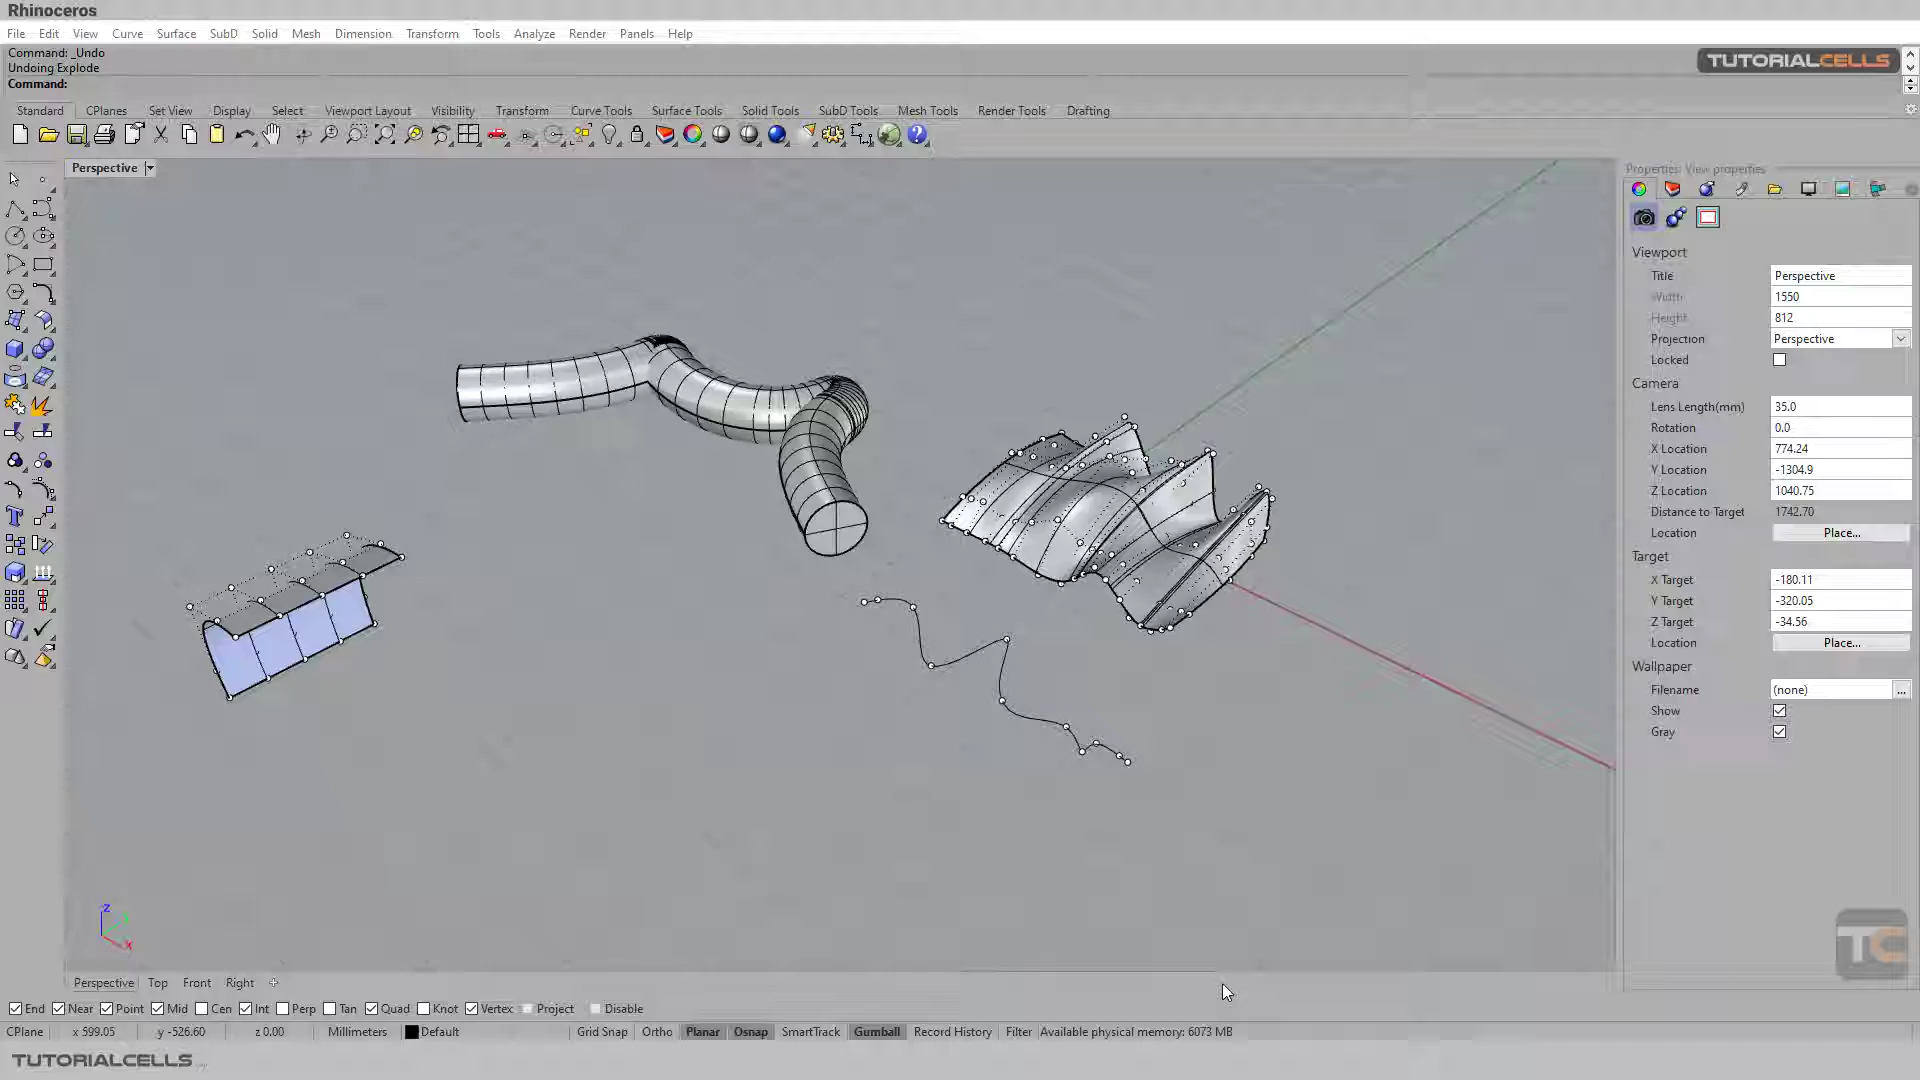 Rhinoceros
File Edit View Curve Surface SubD Solid Mesh Dimension Transform Tools Analyze Render Panels Help
Command: _Undo
Undoing Explode
Command:
TUTORIALCELLS
Standard CPlanes Set View Display Select Viewport Layout Visibility Transform Curve Tools Surface Tools Solid Tools SubD Tools Mesh Tools Render Tools Drafting
Perspective
Properties: View properties
Viewport
Title Perspective
Width 1550
Height 812
Projection Perspective
Locked
Camera
Lens Length(mm) 35.0
Rotation 0.0
X Location 774.24
Y Location -1304.9
Z Location 1040.75
Distance to Target 1742.70
Location Place...
Target
X Target -180.11
Y Target -320.05
Z Target -34.56
Location Place...
Wallpaper
Filename (none) ...
Show
Gray
z
x
TC
Perspective Top Front Right
End Near Point Mid Cen Int Perp Tan Quad Knot Vertex Project Disable
CPlane x 599.05 y -526.60 z 0.00 Millimeters Default Grid Snap Ortho Planar Osnap SmartTrack Gumball Record History Filter Available physical memory: 6073 MB
TUTORIALCELLS